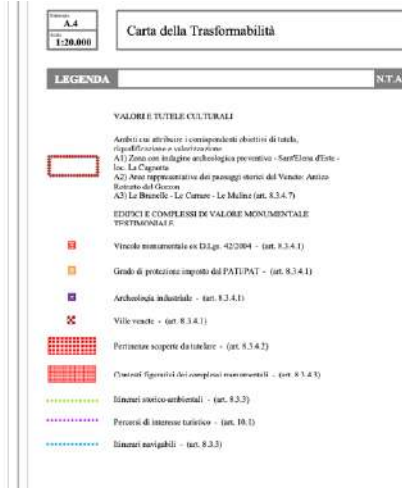 A.4
1:20.000
Carta della Trasformabilità
LEGENDA
N.T.A
VALORI E TUTELE CULTURALI
Ambiti cui attribuire i corrispondenti obiettivi di tutela,
riqualificazione e valorizzazione
A1) Zona con indagine archeologica preventiva - Sant'Elena d'Este -
loc. La Cagnatta
A2) Aree rappresentative dei paesaggi storici del Veneto: Antico
Retratto del Gorzon
A3) Le Brunelle - Le Carrare - Le Muline (art. 8.3.4.7)
EDIFICI E COMPLESSI DI VALORE MONUMENTALE
TESTIMONIALE
Vincolo monumentale ex D.Lgs. 42/2004 - (art. 8.3.4.1)
Grado di protezione imposto dal PATI/PAT - (art. 8.3.4.1)
Archeologia industriale - (art. 8.3.4.1)
Ville venete - (art. 8.3.4.1)
Pertinenze scoperte da tutelare - (art. 8.3.4.2)
Contesti figurativi dei complessi monumentali - (art. 8.3.4.3)
Itinerari storico-ambientali - (art. 8.3.5)
Percorsi di interesse turistico - (art. 10.1)
Itinerari navigabili - (art. 8.3.5)